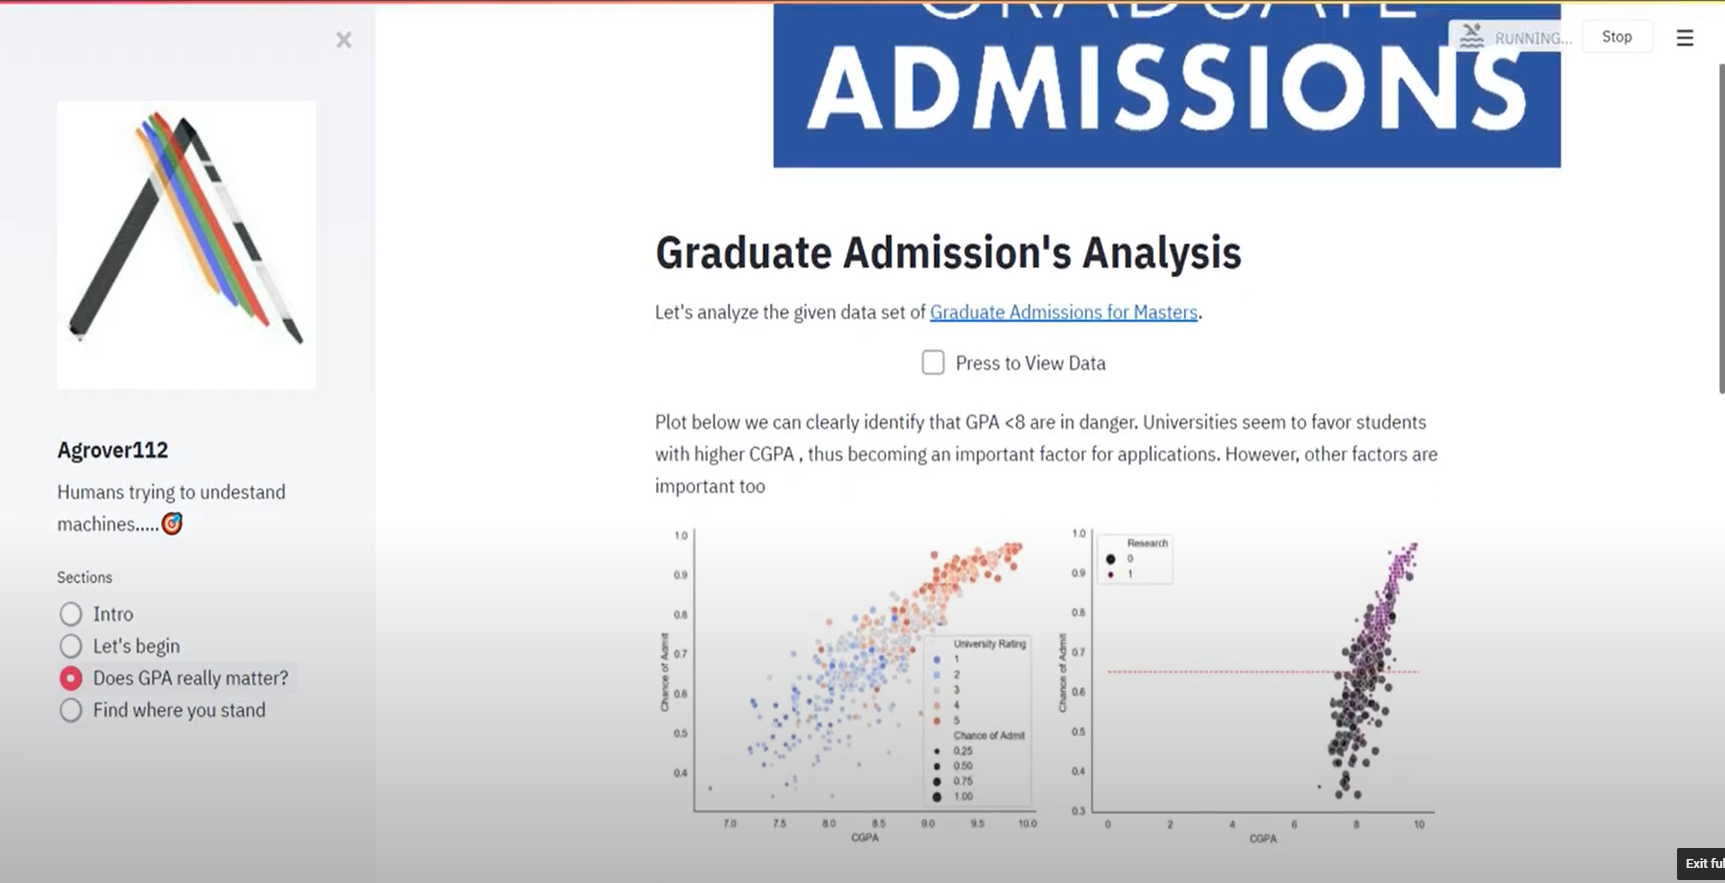 GRADUATE
ADMISSIONS
RUNNING...
Stop
Graduate Admission's Analysis
Let's analyze the given data set of Graduate Admissions for Masters.
Press to View Data
Plot below we can clearly identify that GPA <8 are in danger. Universities seem to favor students
with higher CGPA , thus becoming an important factor for applications. However, other factors are
important too
Agrover112
Humans trying to undestand
machines.....
Sections
Intro
Let's begin
Does GPA really matter?
Find where you stand
1.0
0.9
0.8
0.7
0.6
0.5
0.4
Chance of Admit
University Rating
1
2
3
4
5
Chance of Admit
0.25
0.50
0.75
1.00
7.0 7.5 8.0 8.5 9.0 9.5 10.0
CGPA
1.0
0.9
0.8
0.7
0.6
0.5
0.4
0.3
Chance of Admit
Research
0
1
0 2 4 6 8 10
CGPA
Exit ful